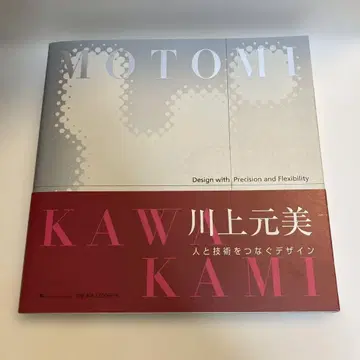 MOTOMI
Design with Precision and Flexibility
KAWA
川上元美
人と技術をつなぐデザイン
KAMI